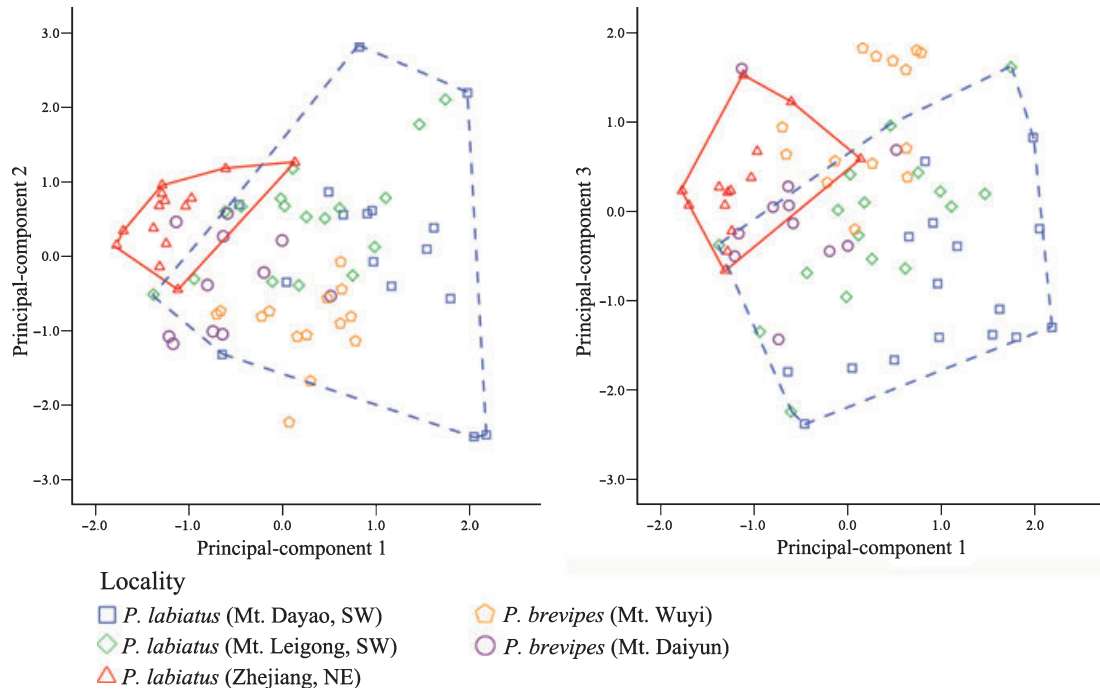 3.0
2.0
1.0
0.0
-1.0
-2.0
-3.0
Principal-component 2
-2.0 -1.0 0.0 1.0 2.0
Principal-component 1
2.0
1.0
0.0
-1.0
-2.0
-3.0
Principal-component 3
-2.0 -1.0 0.0 1.0 2.0
Principal-component 1
Locality
P. labiatus (Mt. Dayao, SW)
P. labiatus (Mt. Leigong, SW)
P. labiatus (Zhejiang, NE)
P. brevipes (Mt. Wuyi)
P. brevipes (Mt. Daiyun)